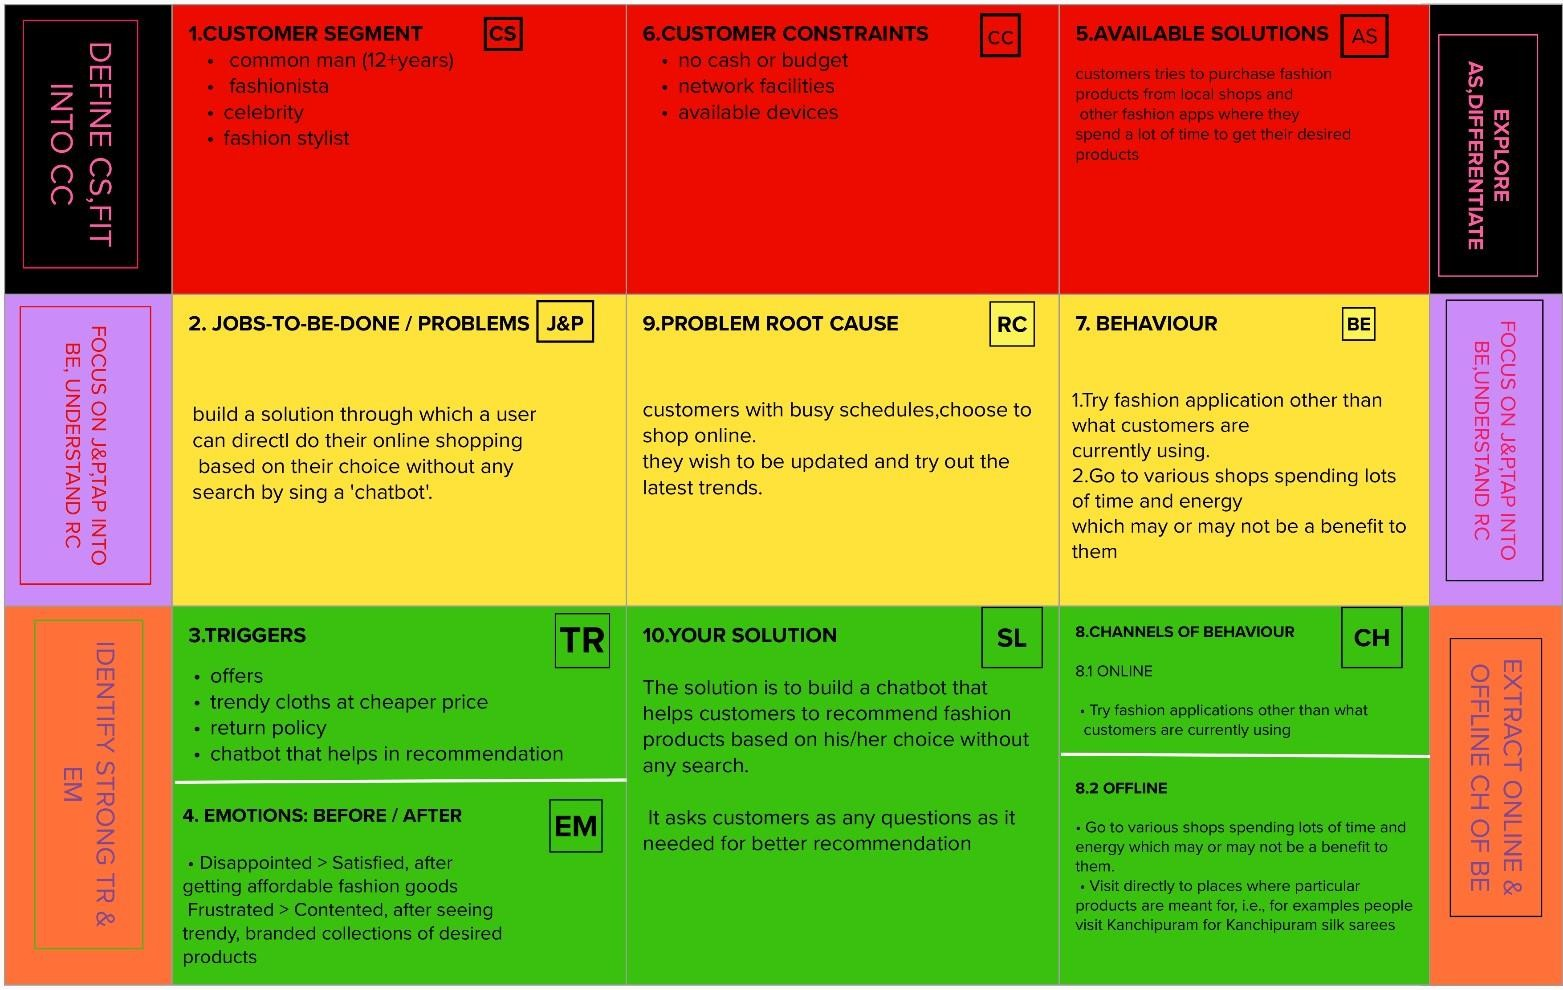 DEFINE CS,FIT
INTO CC
1.CUSTOMER SEGMENT
CS
• common man (12+years)
• fashionista
• celebrity
• fashion stylist
6.CUSTOMER CONSTRAINTS
CC
• no cash or budget
• network facilities
• available devices
5.AVAILABLE SOLUTIONS
AS
customers tries to purchase fashion
products from local shops and
other fashion apps where they
spend a lot of time to get their desired
products
EXPLORE
AS,DIFFERENTIATE
FOCUS ON J&P,TAP INTO
BE, UNDERSTAND RC
2. JOBS-TO-BE-DONE / PROBLEMS
J&P
build a solution through which a user
can directl do their online shopping
based on their choice without any
search by sing a 'chatbot'.
9.PROBLEM ROOT CAUSE
RC
customers with busy schedules,choose to
shop online.
they wish to be updated and try out the
latest trends.
7. BEHAVIOUR
BE
1.Try fashion application other than
what customers are
currently using.
2.Go to various shops spending lots
of time and energy
which may or may not be a benefit to
them
FOCUS ON J&P,TAP INTO
BE,UNDERSTAND RC
IDENTIFY STRONG TR &
EM
3.TRIGGERS
TR
• offers
• trendy cloths at cheaper price
• return policy
• chatbot that helps in recommendation
4. EMOTIONS: BEFORE / AFTER
EM
• Disappointed > Satisfied, after
getting affordable fashion goods
Frustrated > Contented, after seeing
trendy, branded collections of desired
products
10.YOUR SOLUTION
SL
The solution is to build a chatbot that
helps customers to recommend fashion
products based on his/her choice without
any search.
It asks customers as any questions as it
needed for better recommendation
8.CHANNELS OF BEHAVIOUR
CH
8.1 ONLINE
• Try fashion applications other than what
customers are currently using
8.2 OFFLINE
• Go to various shops spending lots of time and
energy which may or may not be a benefit to
them.
• Visit directly to places where particular
products are meant for, i.e., for examples people
visit Kanchipuram for Kanchipuram silk sarees
EXTRACT ONLINE &
OFFLINE CH OF BE